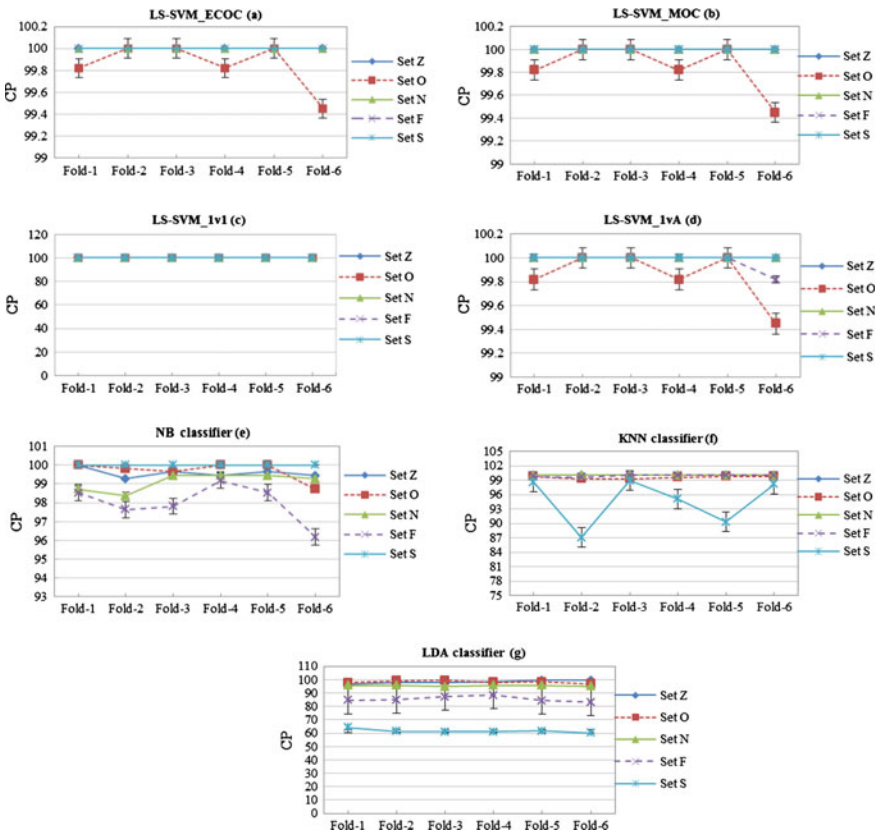 LS-SVM_ECOC (a)
CP
100.2
100
99.8
99.6
99.4
99.2
99
Fold-1 Fold-2 Fold-3 Fold-4 Fold-5 Fold-6
Set Z
Set O
Set N
Set F
Set S
LS-SVM_MOC (b)
CP
100.2
100
99.8
99.6
99.4
99.2
99
Fold-1 Fold-2 Fold-3 Fold-4 Fold-5 Fold-6
Set Z
Set O
Set N
Set F
Set S
LS-SVM_1v1 (c)
CP
120
100
80
60
40
20
0
Fold-1 Fold-2 Fold-3 Fold-4 Fold-5 Fold-6
Set Z
Set O
Set N
Set F
Set S
LS-SVM_1vA (d)
CP
100.2
100
99.8
99.6
99.4
99.2
99
Fold-1 Fold-2 Fold-3 Fold-4 Fold-5 Fold-6
Set Z
Set O
Set N
Set F
Set S
NB classifier (e)
CP
101
100
99
98
97
96
95
94
93
Fold-1 Fold-2 Fold-3 Fold-4 Fold-5 Fold-6
Set Z
Set O
Set N
Set F
Set S
KNN classifier (f)
CP
105
102
99
96
93
90
87
84
81
78
75
Fold-1 Fold-2 Fold-3 Fold-4 Fold-5 Fold-6
Set Z
Set O
Set N
Set F
Set S
LDA classifier (g)
CP
110
100
90
80
70
60
50
40
30
20
10
0
Fold-1 Fold-2 Fold-3 Fold-4 Fold-5 Fold-6
Set Z
Set O
Set N
Set F
Set S